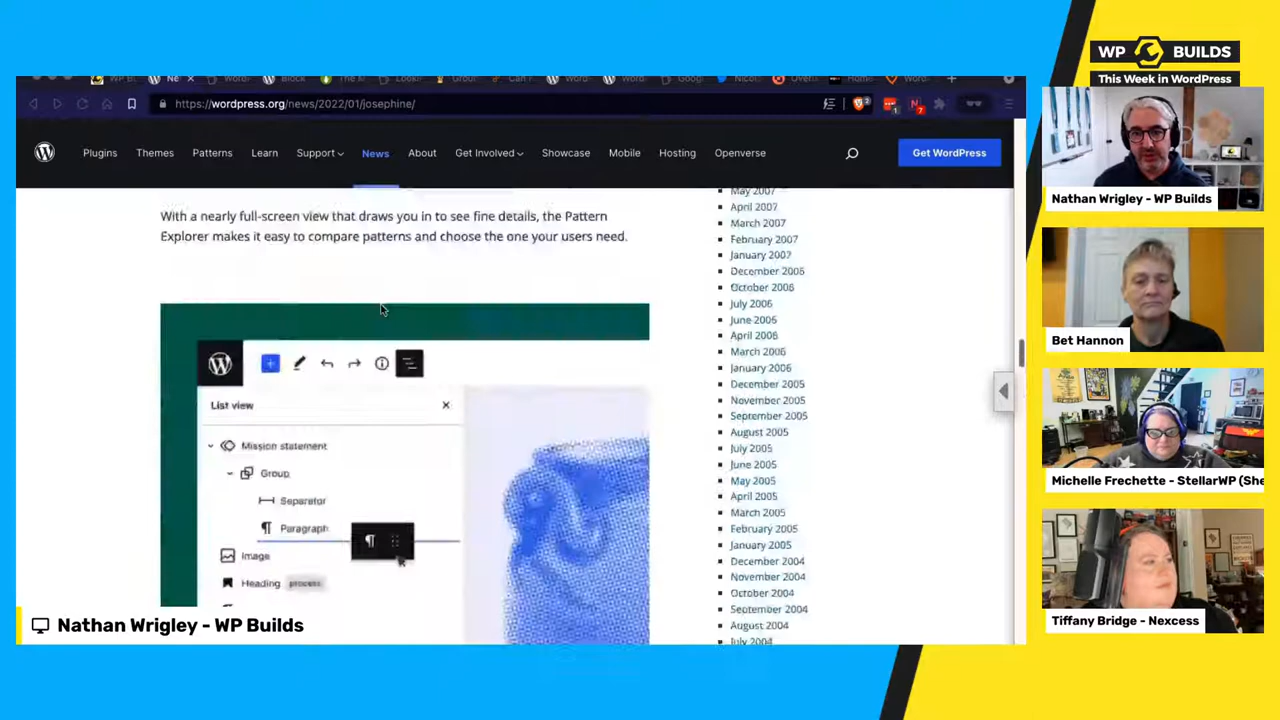 WP BUILDS
This Week in WordPress
https://wordpress.org/news/2022/01/josephine/
Plugins Themes Patterns Learn Support News About Get Involved Showcase Mobile Hosting Openverse Get WordPress
With a nearly full-screen view that draws you in to see fine details, the Pattern
Explorer makes it easy to compare patterns and choose the one your users need.
List view
Mission statement
Group
Separator
Paragraph
Image
Heading process
May 2007
April 2007
March 2007
February 2007
January 2007
December 2006
October 2006
July 2006
June 2006
April 2006
March 2006
January 2006
December 2005
November 2005
September 2005
August 2005
July 2005
June 2005
May 2005
April 2005
March 2005
February 2005
January 2005
December 2004
November 2004
October 2004
September 2004
August 2004
July 2004
Nathan Wrigley - WP Builds
Nathan Wrigley - WP Builds
Bet Hannon
Michelle Frechette - StellarWP (She
Tiffany Bridge - Nexcess